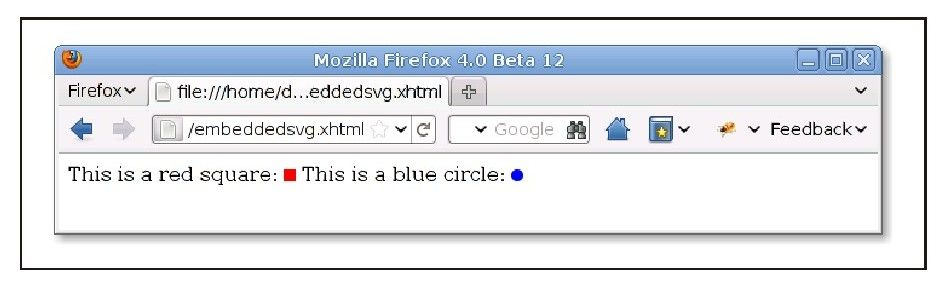 Mozilla Firefox 4.0 Beta 12
Firefox file:///home/d...eddedsvg.xhtml
/embeddedsvg.xhtml Google Feedback
This is a red square: This is a blue circle: